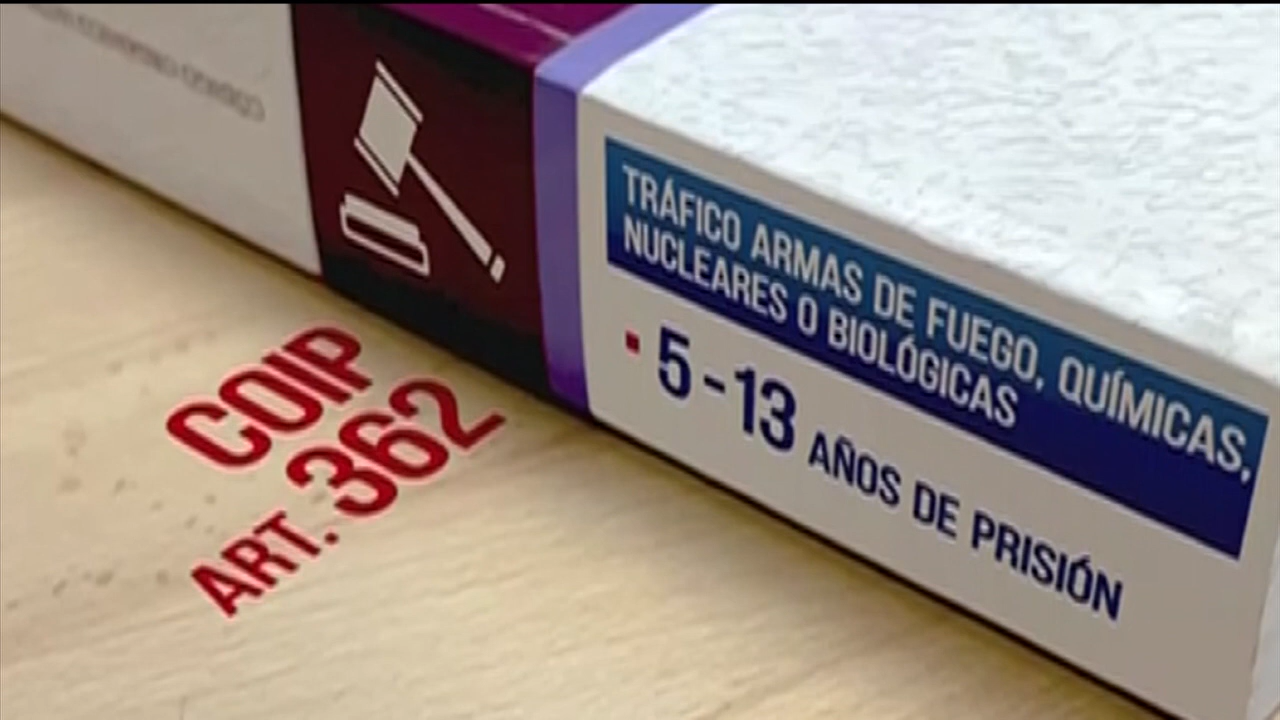 TRÁFICO ARMAS DE FUEGO, QUÍMICAS,
NUCLEARES O BIOLÓGICAS
5 - 13 AÑOS DE PRISIÓN
COIP
ART. 362